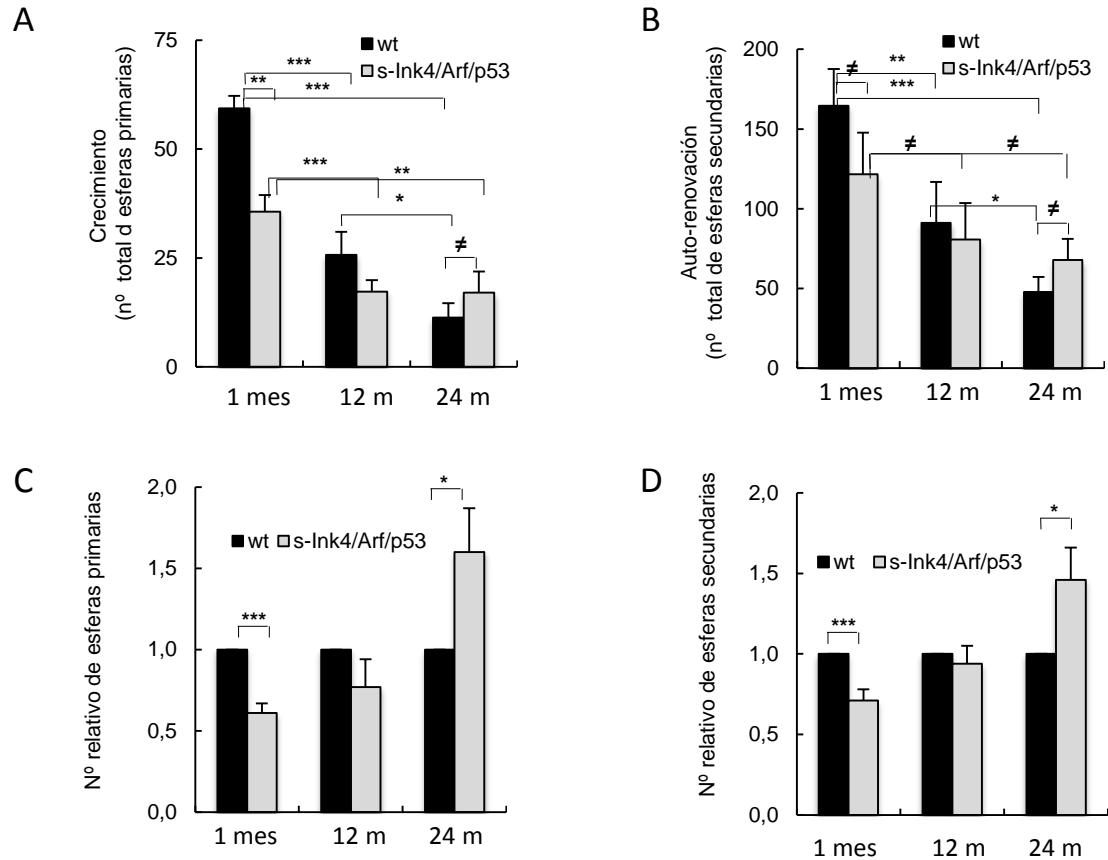 A
wt
s-Ink4/Arf/p53
Crecimiento
(nº total d esferas primarias)
75
50
25
0
***
**
***
***
**
*
≠
1 mes 12 m 24 m
B
wt
s-Ink4/Arf/p53
Auto-renovación
(nº total de esferas secundarias)
200
150
100
50
0
**
≠
***
≠ ≠
*
≠
1 mes 12 m 24 m
C
Nº relativo de esferas primarias
2,0
1,5
1,0
0,5
0,0
wt s-Ink4/Arf/p53
***
*
1 mes 12 m 24 m
D
Nº relativo de esferas secundarias
2,0
1,5
1,0
0,5
0,0
wt s-Ink4/Arf/p53
***
*
1 mes 12 m 24 m